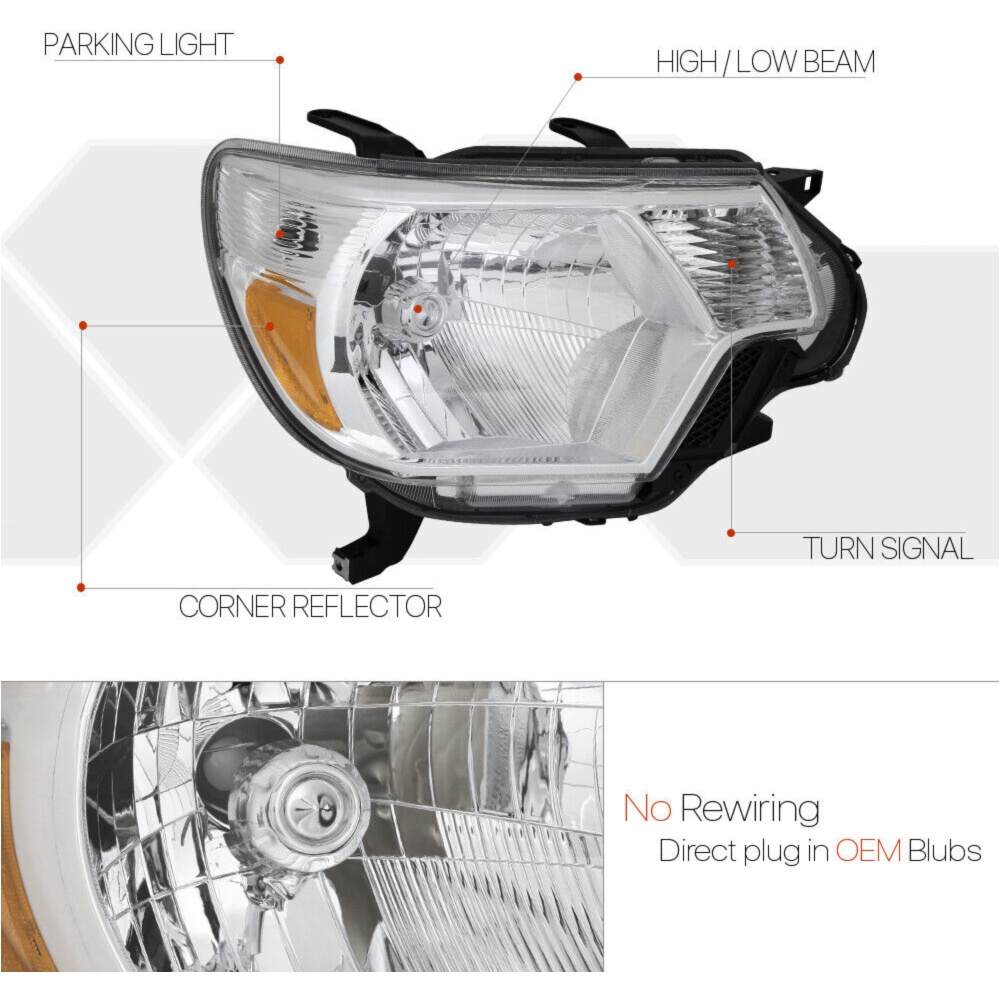 PARKING LIGHT
HIGH / LOW BEAM
TURN SIGNAL
CORNER REFLECTOR
No Rewiring
Direct plug in OEM Blubs